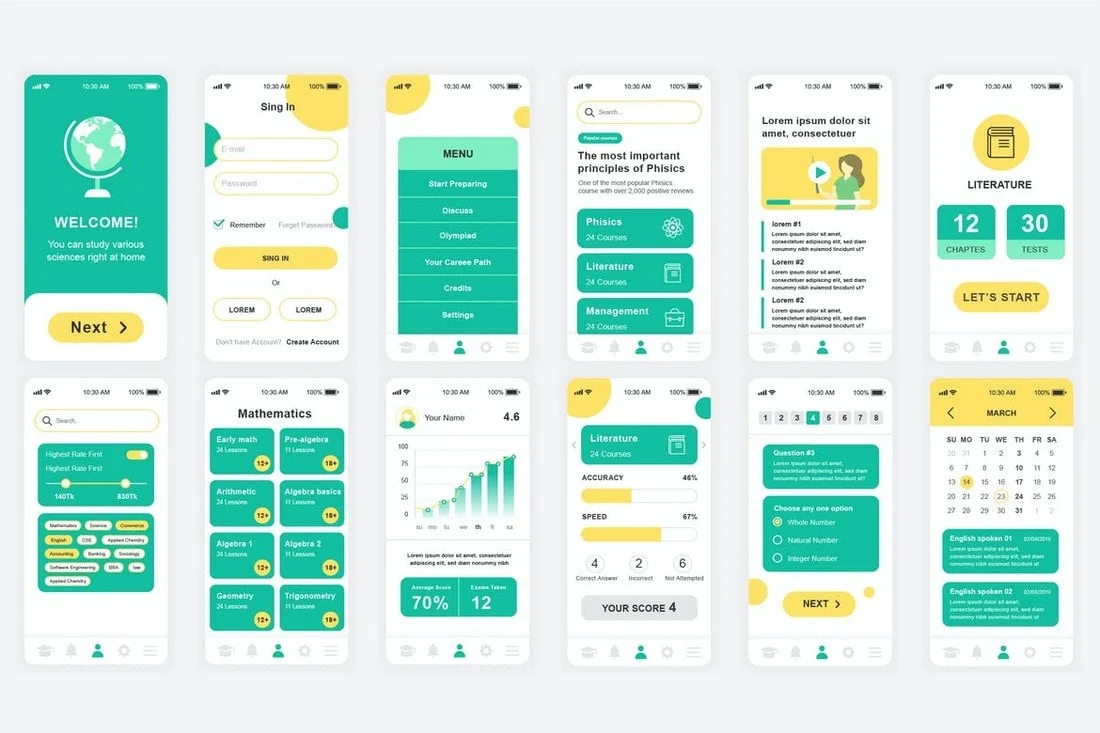 10:30 AM 100%
WELCOME!
You can study various
sciences right at home
Next
10:30 AM 100%
Sing In
E-mail
Password
Remember Forget Password
SING IN
Or
LOREM LOREM
Don't have Account? Create Account
10:30 AM 100%
MENU
Start Preparing
Discuss
Olympiad
Your Careee Path
Credits
Settings
10:30 AM 100%
Search..
Popular courses
The most important
principles of Phisics
One of the most popular Phisics
course with over 2,000 positive reviews
Phisics
24 Courses
Literature
24 Courses
Management
24 Courses
10:30 AM 100%
Lorem ipsum dolor sit
amet, consectetuer
lorem #1
Lorem ipsum dolor sit amet,
consectetuer adipiscing elit, sed diam
nonummy nibh euismod tincidunt ut?
Lorem #2
Lorem ipsum dolor sit amet,
consectetuer adipiscing elit, sed diam
nonummy nibh euismod tincidunt ut?
Lorem #2
Lorem ipsum dolor sit amet,
consectetuer adipiscing elit, sed diam
nonummy nibh euismod tincidunt ut?
10:30 AM 100%
LITERATURE
12 30
CHAPTES TESTS
LET'S START
10:30 AM 100%
Search..
Highest Rate First
Highest Rate First
140Tk 830Tk
Mathematics Science Commerce
English CSE Applied Chemistry
Accounting Banking Sociology
Software Engineering BBA law
Applied Chemistry
10:30 AM 100%
Mathematics
Early math Pre-algebra
24 Lessons 11 Lessons
12+ 18+
Arithmetic Algebra basics
24 Lessons 11 Lessons
12+ 18+
Algebra 1 Algebra 2
24 Lessons 11 Lessons
12+ 18+
Geometry Trigonometry
24 Lessons 11 Lessons
12+ 18+
10:30 AM 100%
Your Name 4.6
100
75
50
25
0
su mo tu we th fr sa
Lorem ipsum dolor sit amet, consectetuer
adipiscing elit, sed diam nonummy nibh
Average Score Exams Taken
70% 12
10:30 AM 100%
Literature
24 Courses
ACCURACY 46%
SPEED 67%
4 2 6
Correct Answer Incorrect Not Attempted
YOUR SCORE 4
10:30 AM 100%
1 2 3 4 5 6 7 8
Question #3
Lorem ipsum dolor sit amet,
consectetuer adipiscing elit, sed diam
nonummy nibh euismod tincidunt ut?
Choose any one option
Whole Number
Natural Number
Integer Number
NEXT
10:30 AM 100%
MARCH
SU MO TU WE TH FR SA
30 31 1 2 3 4 5
6 7 8 9 10 11 12
13 14 15 16 17 18 19
20 21 22 23 24 25 26
27 28 29 30 31 1 2
English spoken 01 02/05/2019
Lorem ipsum dolor sit amet,
consectetuer adipiscing elit, sed diam
nonummy nibh euismod tincidunt ut?
English spoken 02 02/05/2019
Lorem ipsum dolor sit amet,
consectetuer adipiscing elit, sed diam
nonummy nibh euismod tincidunt ut?